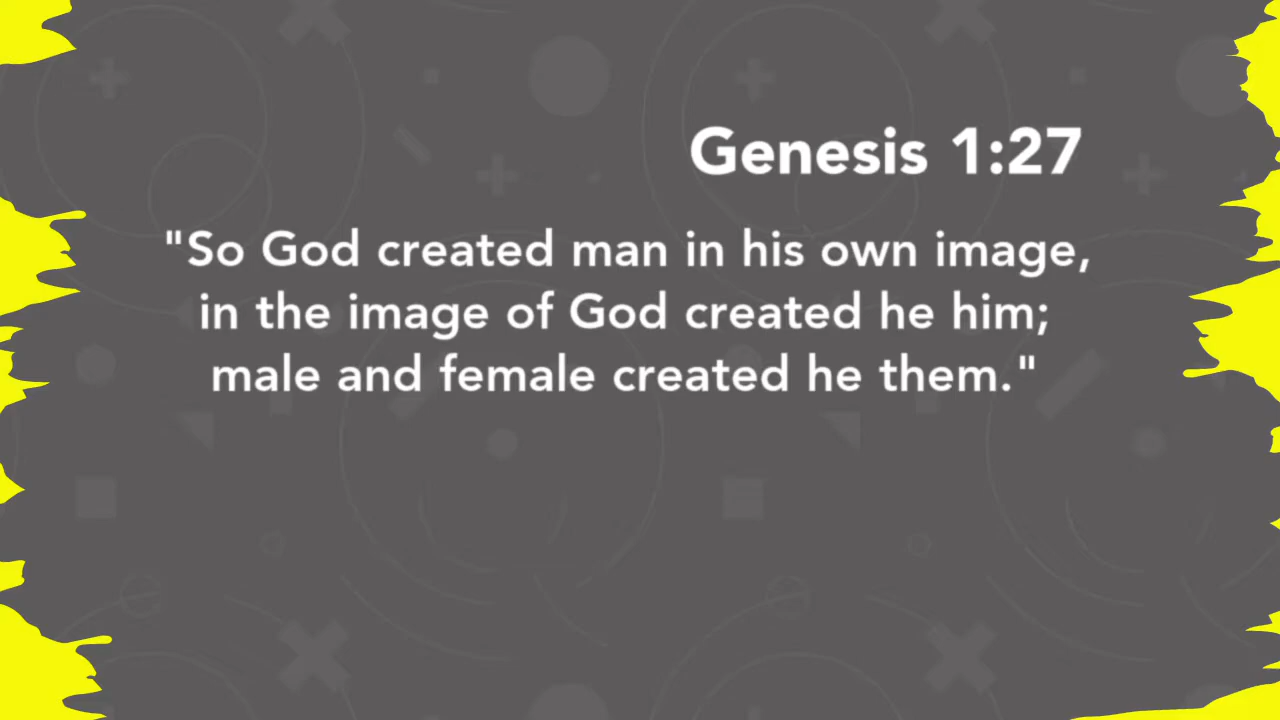 Genesis 1:27
"So God created man in his own image,
in the image of God created he him;
male and female created he them."